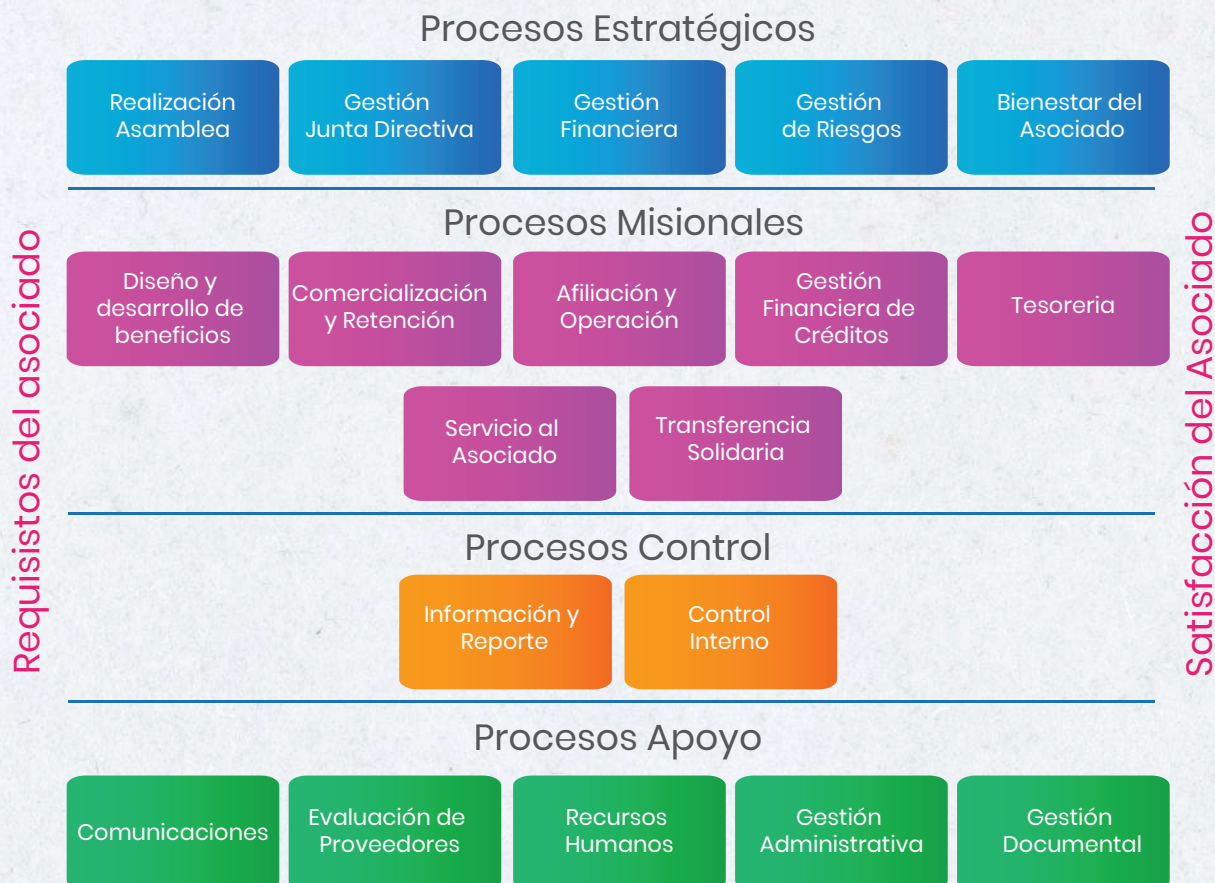 Procesos Estratégicos
Realización
Asamblea
Gestión
Junta Directiva
Gestión
Financiera
Gestión
de Riesgos
Bienestar del
Asociado
Requisistos del asociado
Procesos Misionales
Diseño y
desarrollo de
beneficios
Comercialización
y Retención
Afiliación y
Operación
Gestión
Financiera de
Créditos
Tesoreria
Servicio al
Asociado
Transferencia
Solidaria
Procesos Control
Información y
Reporte
Control
Interno
Procesos Apoyo
Comunicaciones
Evaluación de
Proveedores
Recursos
Humanos
Gestión
Administrativa
Gestión
Documental
Satisfacción del Asociado